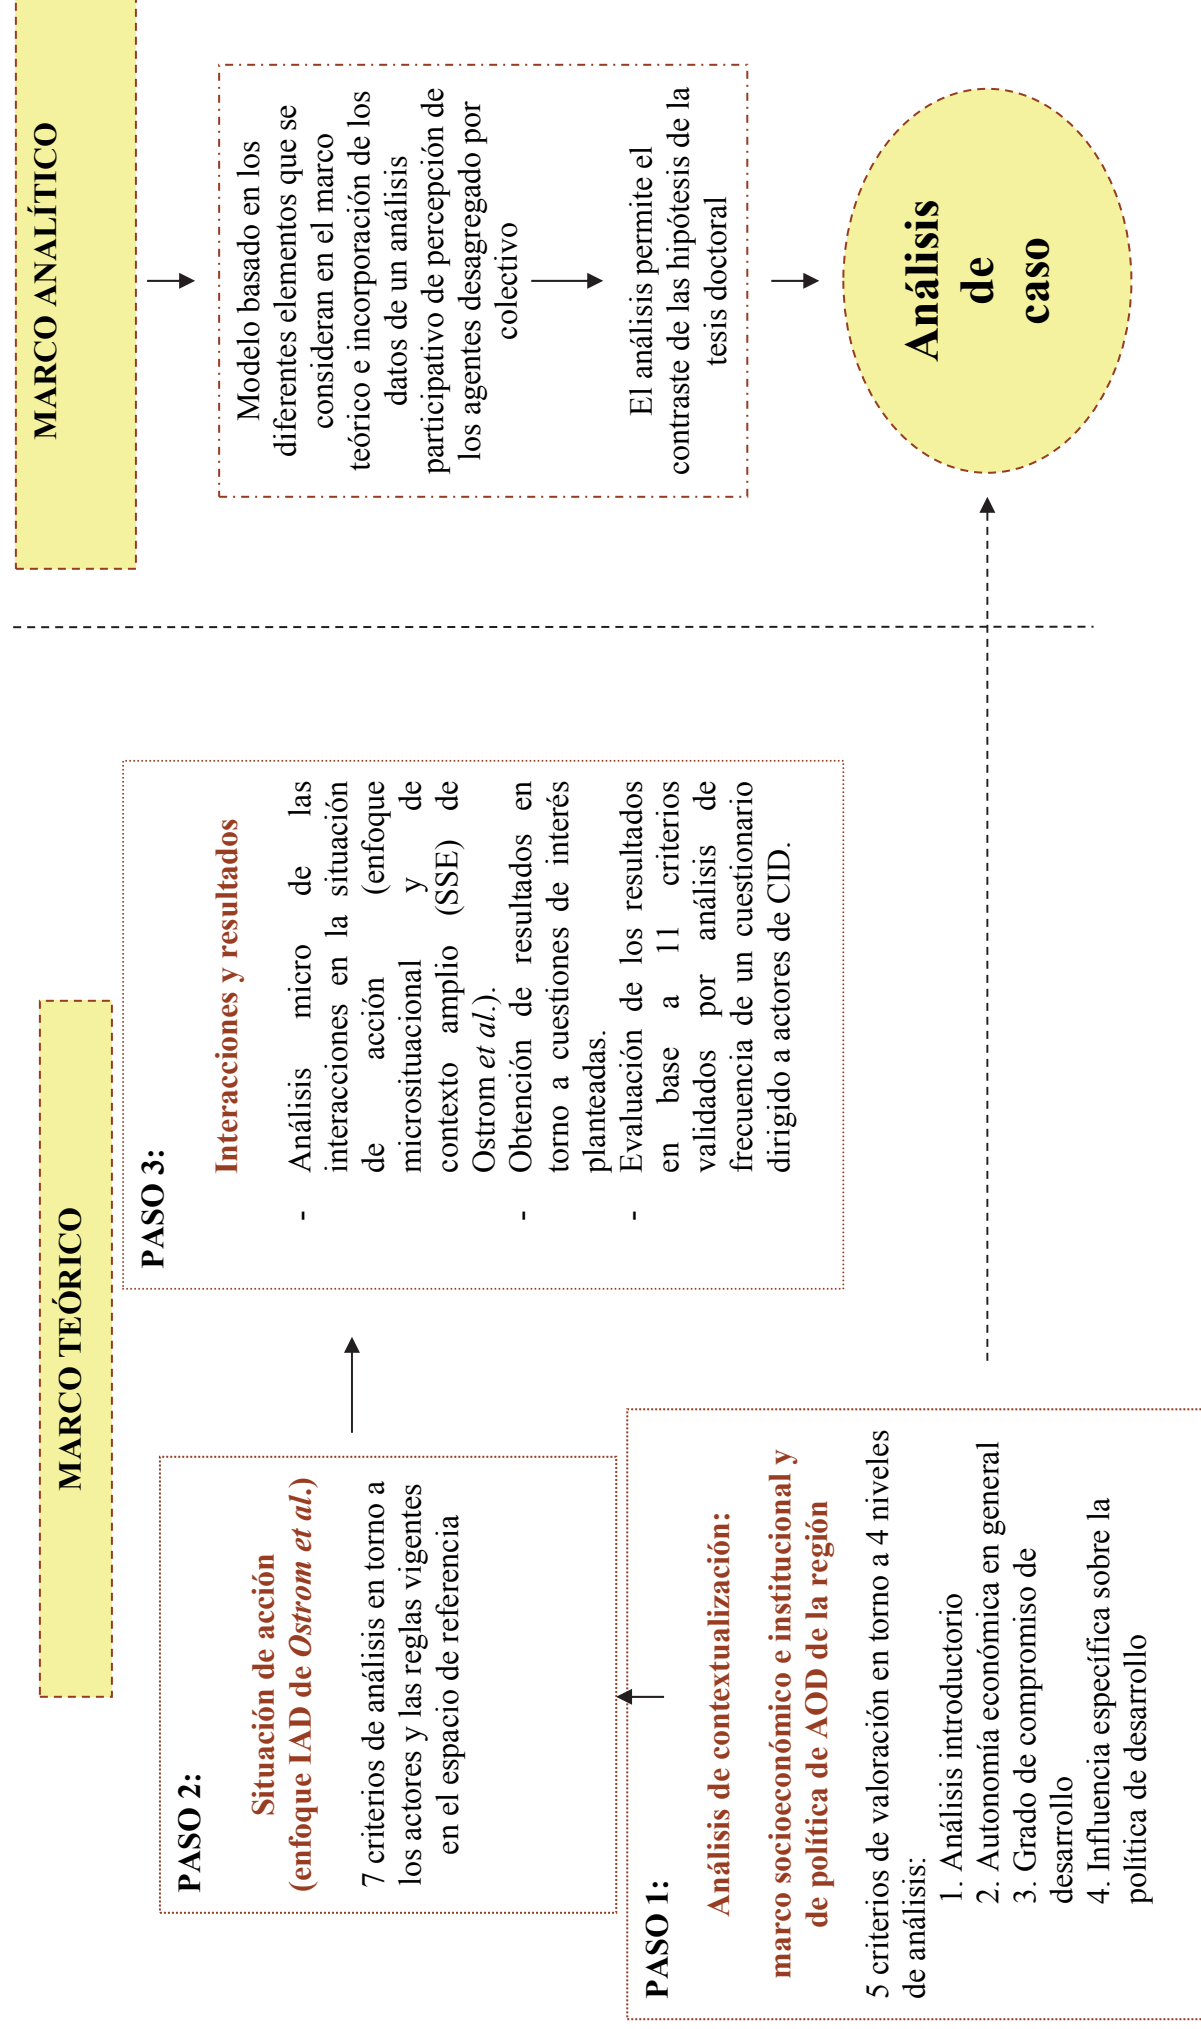 MARCO TEÓRICO
PASO 1:
Análisis de contextualización:
marco socioeconómico e institucional y
de política de AOD de la región
5 criterios de valoración en torno a 4 niveles
de análisis:
1. Análisis introductorio
2. Autonomía económica en general
3. Grado de compromiso de
desarrollo
4. Influencia específica sobre la
política de desarrollo
PASO 2:
Situación de acción
(enfoque IAD de Ostrom et al.)
7 criterios de análisis en torno a
los actores y las reglas vigentes
en el espacio de referencia
PASO 3:
Interacciones y resultados
- Análisis micro de las
interacciones en la situación
de acción (enfoque
microsituacional y de
contexto amplio (SSE) de
Ostrom et al.).
- Obtención de resultados en
torno a cuestiones de interés
planteadas.
- Evaluación de los resultados
en base a 11 criterios
validados por análisis de
frecuencia de un cuestionario
dirigido a actores de CID.
MARCO ANALÍTICO
Modelo basado en los
diferentes elementos que se
consideran en el marco
teórico e incorporación de los
datos de un análisis
participativo de percepción de
los agentes desagregado por
colectivo
El análisis permite el
contraste de las hipótesis de la
tesis doctoral
Análisis
de
caso